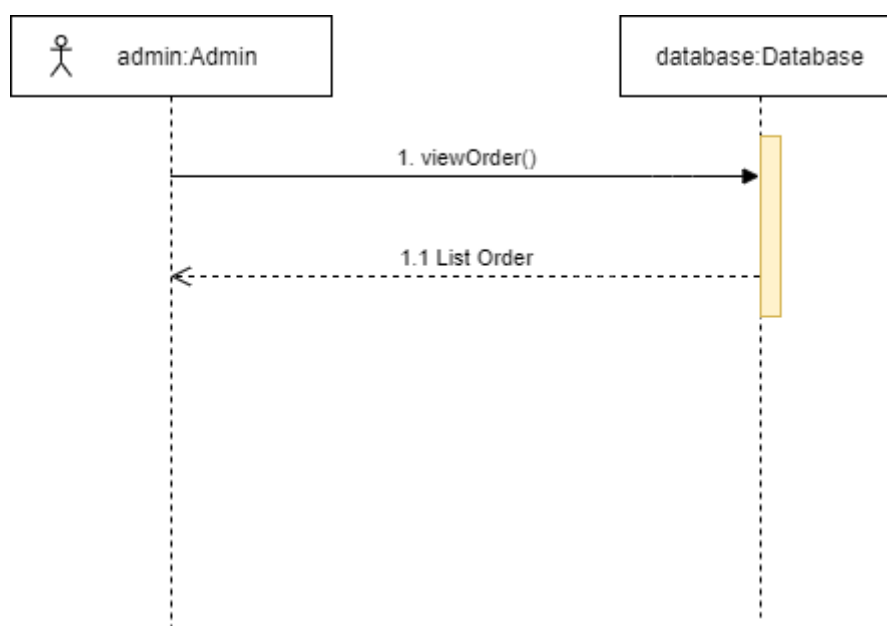 admin:Admin
database:Database
1. viewOrder()
1.1 List Order